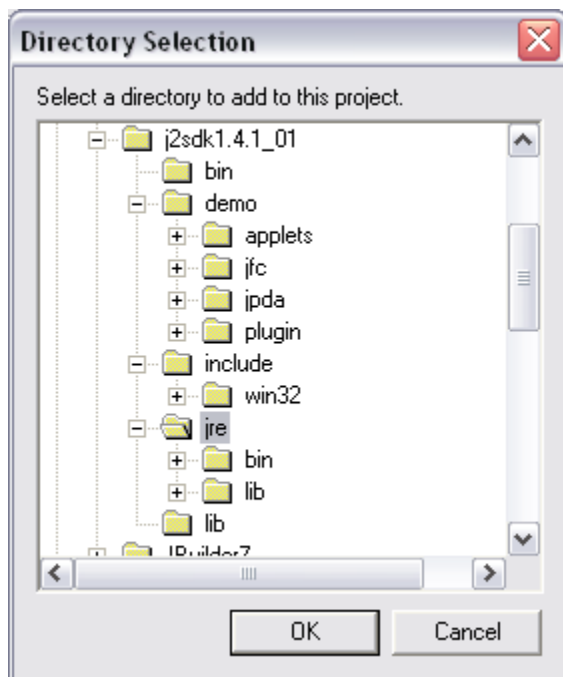 Directory Selection
Select a directory to add to this project.
j2sdk1.4.1_01
bin
demo
applets
jfc
jpda
plugin
include
win32
jre
bin
lib
lib
JBuilder7
OK Cancel